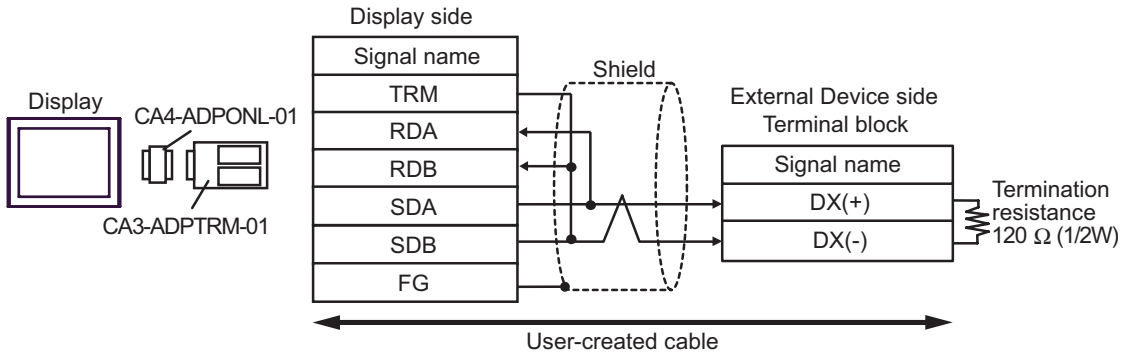 Display side
Signal name
TRM
RDA
RDB
SDA
SDB
FG
Display
CA4-ADPONL-01
CA3-ADPTRM-01
Shield
External Device side
Terminal block
Signal name
DX(+)
DX(-)
Termination
resistance
120 Ω (1/2W)
User-created cable